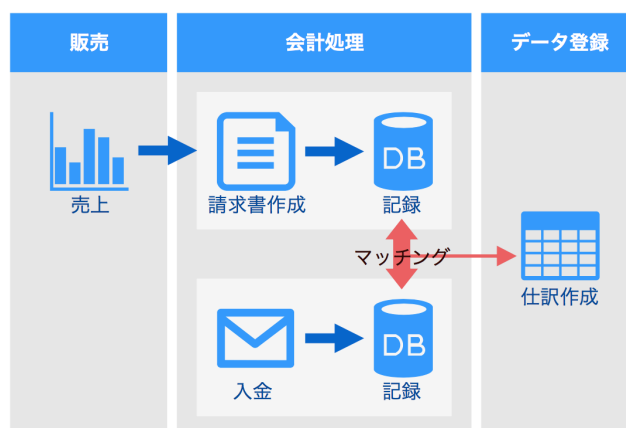 販売
会計処理
データ登録
売上
請求書作成
DB
記録
マッチング
仕訳作成
入金
DB
記録